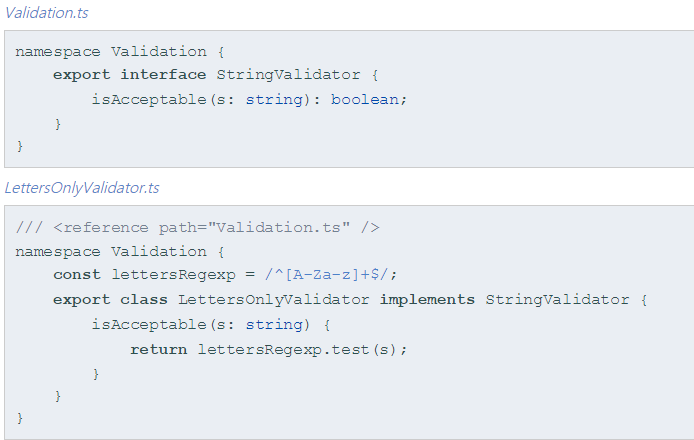 Validation.ts
namespace Validation {
    export interface StringValidator {
        isAcceptable(s: string): boolean;
    }
}
LettersOnlyValidator.ts
/// <reference path="Validation.ts" />
namespace Validation {
    const lettersRegexp = /^[A-Za-z]+$/;
    export class LettersOnlyValidator implements StringValidator {
        isAcceptable(s: string) {
            return lettersRegexp.test(s);
        }
    }
}